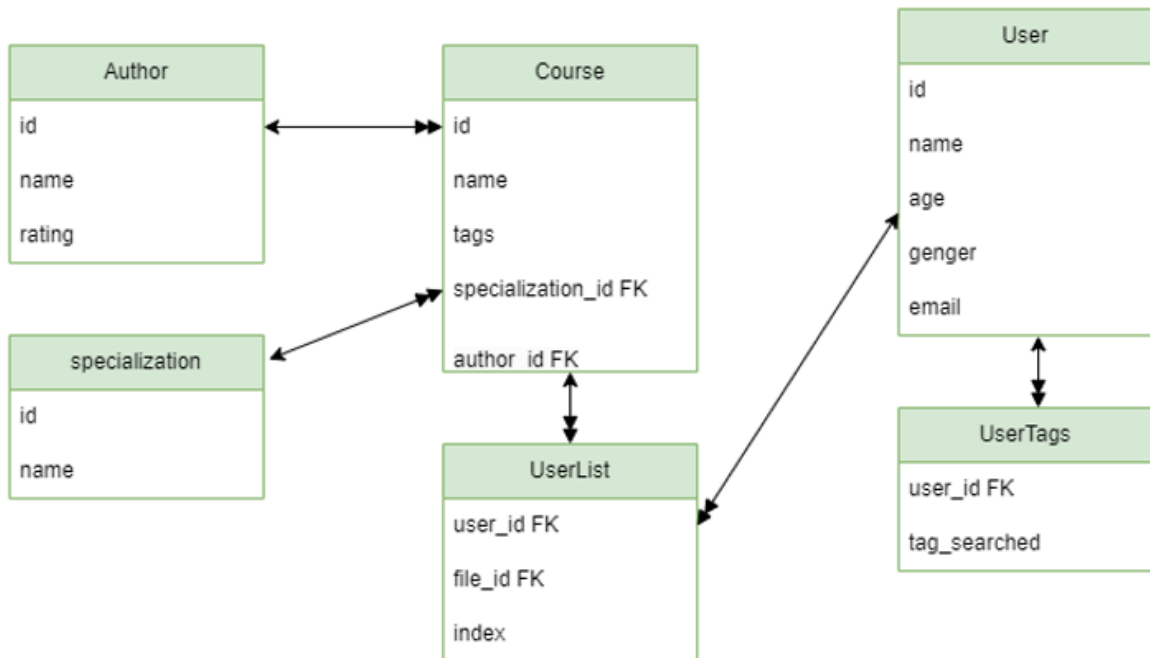 Author
id
name
rating
specialization
id
name
Course
id
name
tags
specialization_id FK
author_id FK
UserList
user_id FK
file_id FK
index
User
id
name
age
genger
email
UserTags
user_id FK
tag_searched